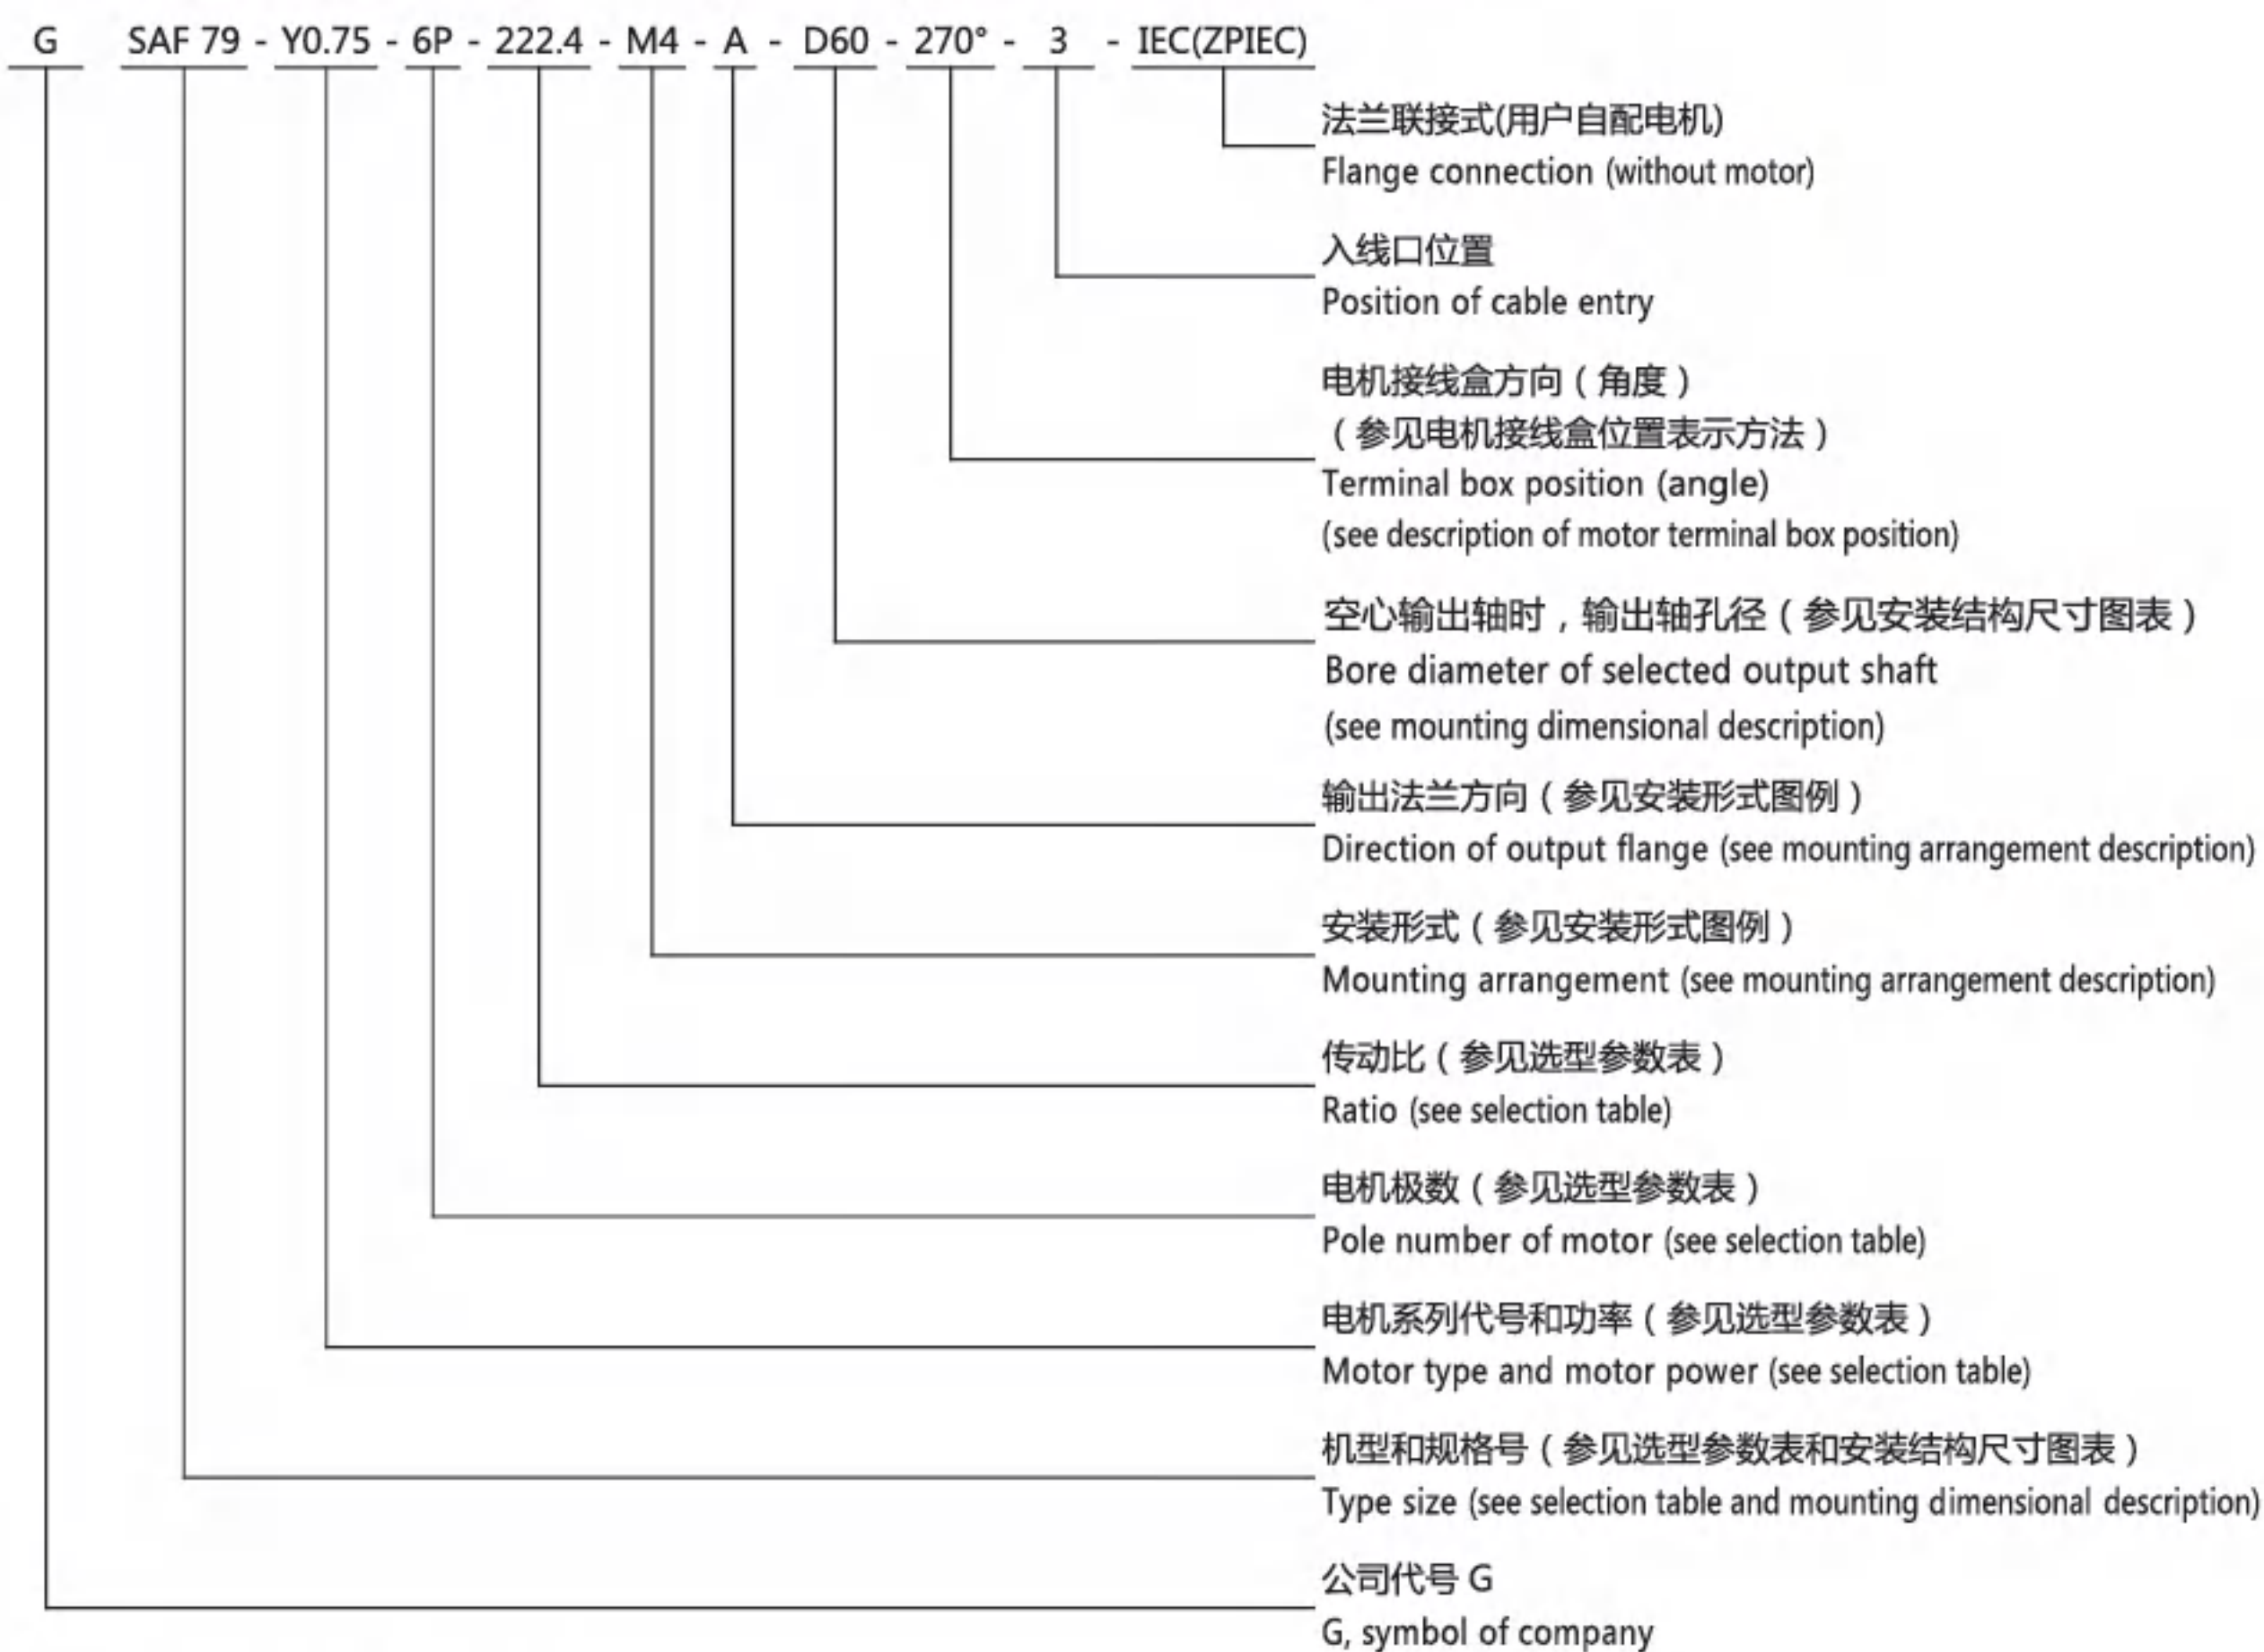 G SAF 79 - Y0.75 - 6P - 222.4 - M4 - A - D60 - 270° - 3 - IEC(ZPIEC)
法兰联接式(用户自配电机)
Flange connection (without motor)
入线口位置
Position of cable entry
电机接线盒方向（角度）
（参见电机接线盒位置表示方法）
Terminal box position (angle)
(see description of motor terminal box position)
空心输出轴时，输出轴孔径（参见安装结构尺寸图表）
Bore diameter of selected output shaft
(see mounting dimensional description)
输出法兰方向（参见安装形式图例）
Direction of output flange (see mounting arrangement description)
安装形式（参见安装形式图例）
Mounting arrangement (see mounting arrangement description)
传动比（参见选型参数表）
Ratio (see selection table)
电机极数（参见选型参数表）
Pole number of motor (see selection table)
电机系列代号和功率（参见选型参数表）
Motor type and motor power (see selection table)
机型和规格号（参见选型参数表和安装结构尺寸图表）
Type size (see selection table and mounting dimensional description)
公司代号 G
G, symbol of company